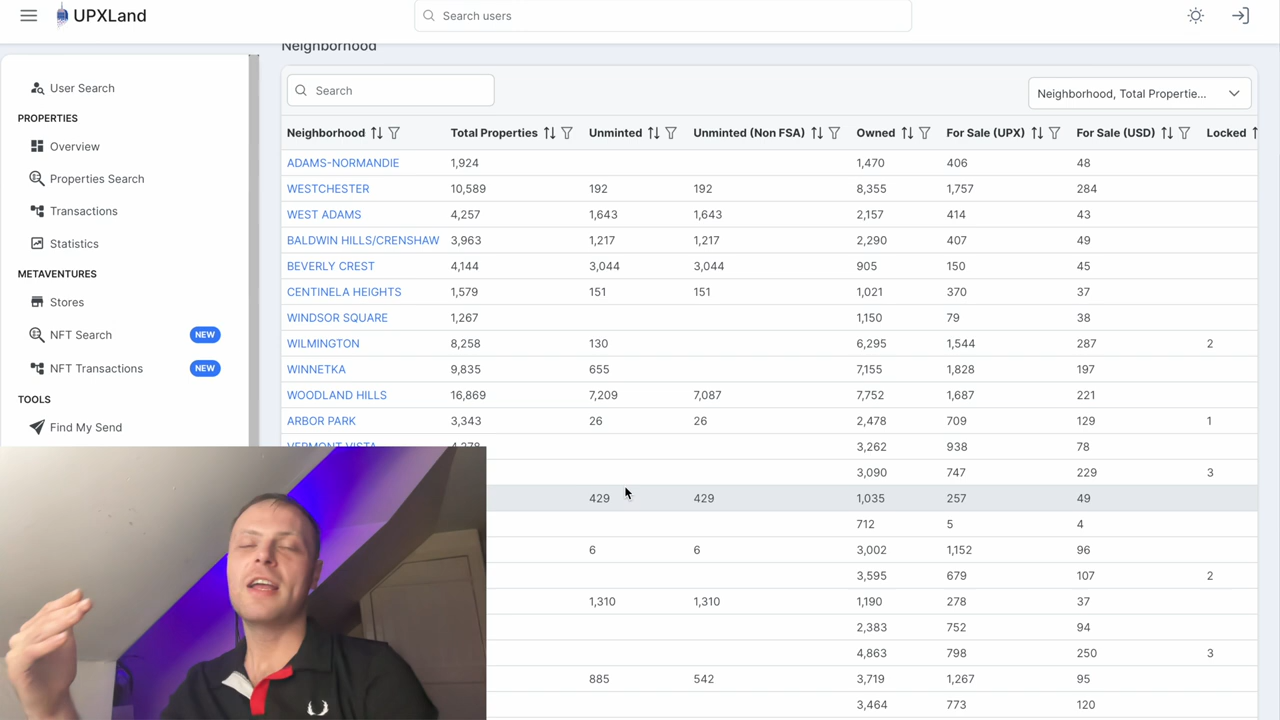 UPXLand
Search users
User Search
PROPERTIES
Overview
Properties Search
Transactions
Statistics
METAVENTURES
Stores
NFT Search NEW
NFT Transactions NEW
TOOLS
Find My Send
Neighborhood
Search
Neighborhood, Total Propertie...
Neighborhood Total Properties Unminted Unminted (Non FSA) Owned For Sale (UPX) For Sale (USD) Locked
ADAMS-NORMANDIE 1,924 1,470 406 48
WESTCHESTER 10,589 192 192 8,355 1,757 284
WEST ADAMS 4,257 1,643 1,643 2,157 414 43
BALDWIN HILLS/CRENSHAW 3,963 1,217 1,217 2,290 407 49
BEVERLY CREST 4,144 3,044 3,044 905 150 45
CENTINELA HEIGHTS 1,579 151 151 1,021 370 37
WINDSOR SQUARE 1,267 1,150 79 38
WILMINGTON 8,258 130 6,295 1,544 287 2
WINNETKA 9,835 655 7,155 1,828 197
WOODLAND HILLS 16,869 7,209 7,087 7,752 1,687 221
ARBOR PARK 3,343 26 26 2,478 709 129 1
VERMONT VISTA 4,278 3,262 938 78
3,090 747 229 3
429 429 1,035 257 49
712 5 4
6 6 3,002 1,152 96
3,595 679 107 2
1,310 1,310 1,190 278 37
2,383 752 94
4,863 798 250 3
885 542 3,719 1,267 95
3,464 773 120